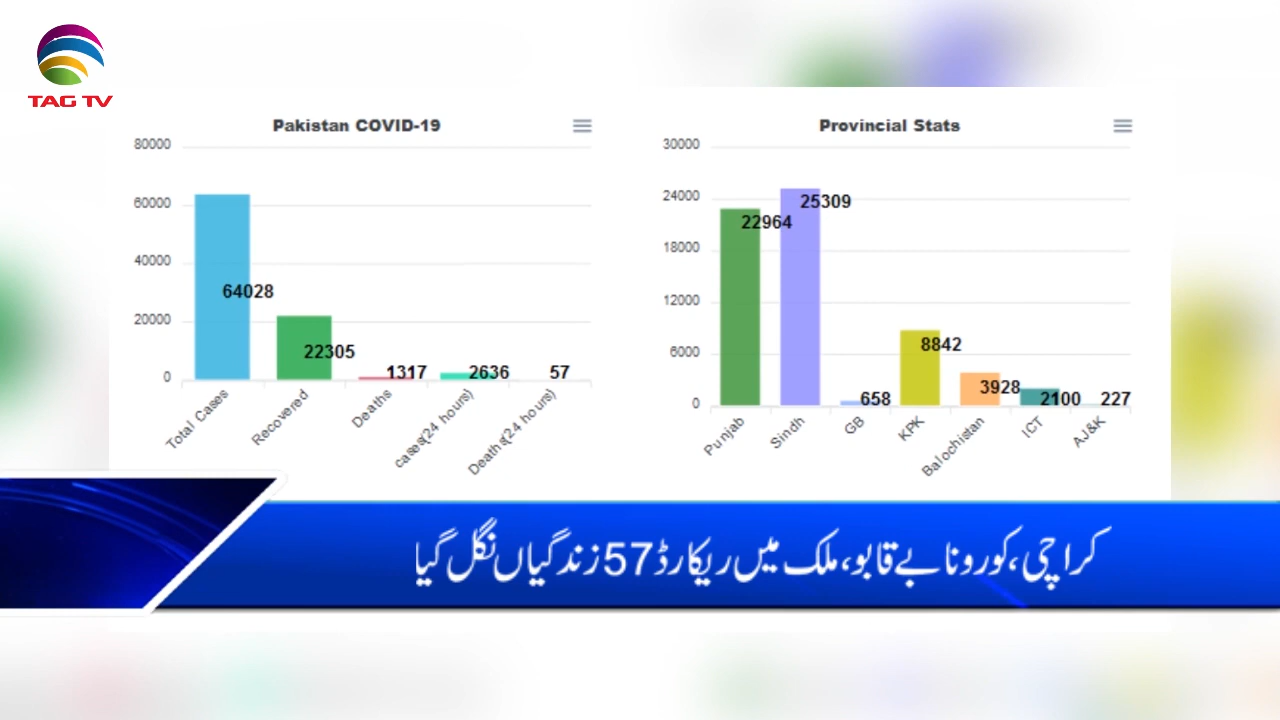 TAG TV
Pakistan COVID-19
80000
60000
40000
20000
0
64028
22305
1317
2636
57
Total Cases
Recovered
Deaths
cases(24 hours)
Deaths(24 hours)
Provincial Stats
30000
24000
18000
12000
6000
0
22964
25309
658
8842
3928
2100
227
Punjab
Sindh
GB
KPK
Balochistan
ICT
AJ&K
کراچی،کورونا بے قابو، ملک میں ریکارڈ 57 زندگیاں نگل گیا